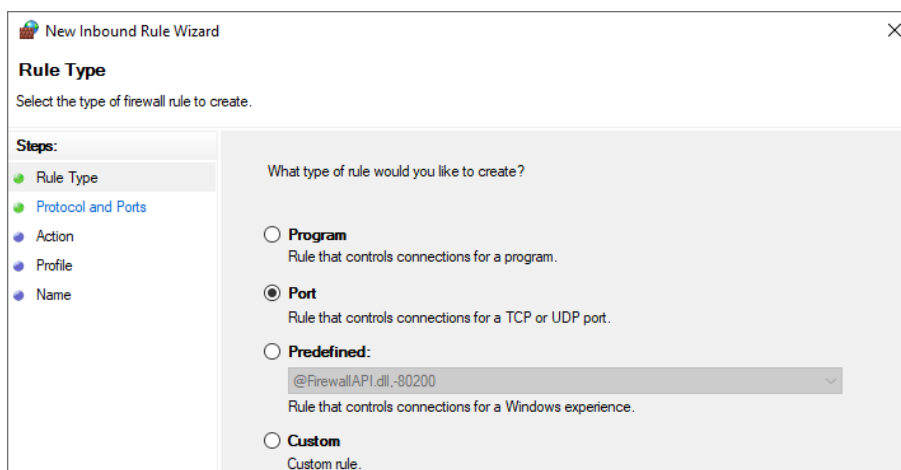 New Inbound Rule Wizard
Rule Type
Select the type of firewall rule to create.
Steps:
Rule Type
Protocol and Ports
Action
Profile
Name
What type of rule would you like to create?
Program
Rule that controls connections for a program.
Port
Rule that controls connections for a TCP or UDP port.
Predefined:
@FirewallAPI.dll,-80200
Rule that controls connections for a Windows experience.
Custom
Custom rule.